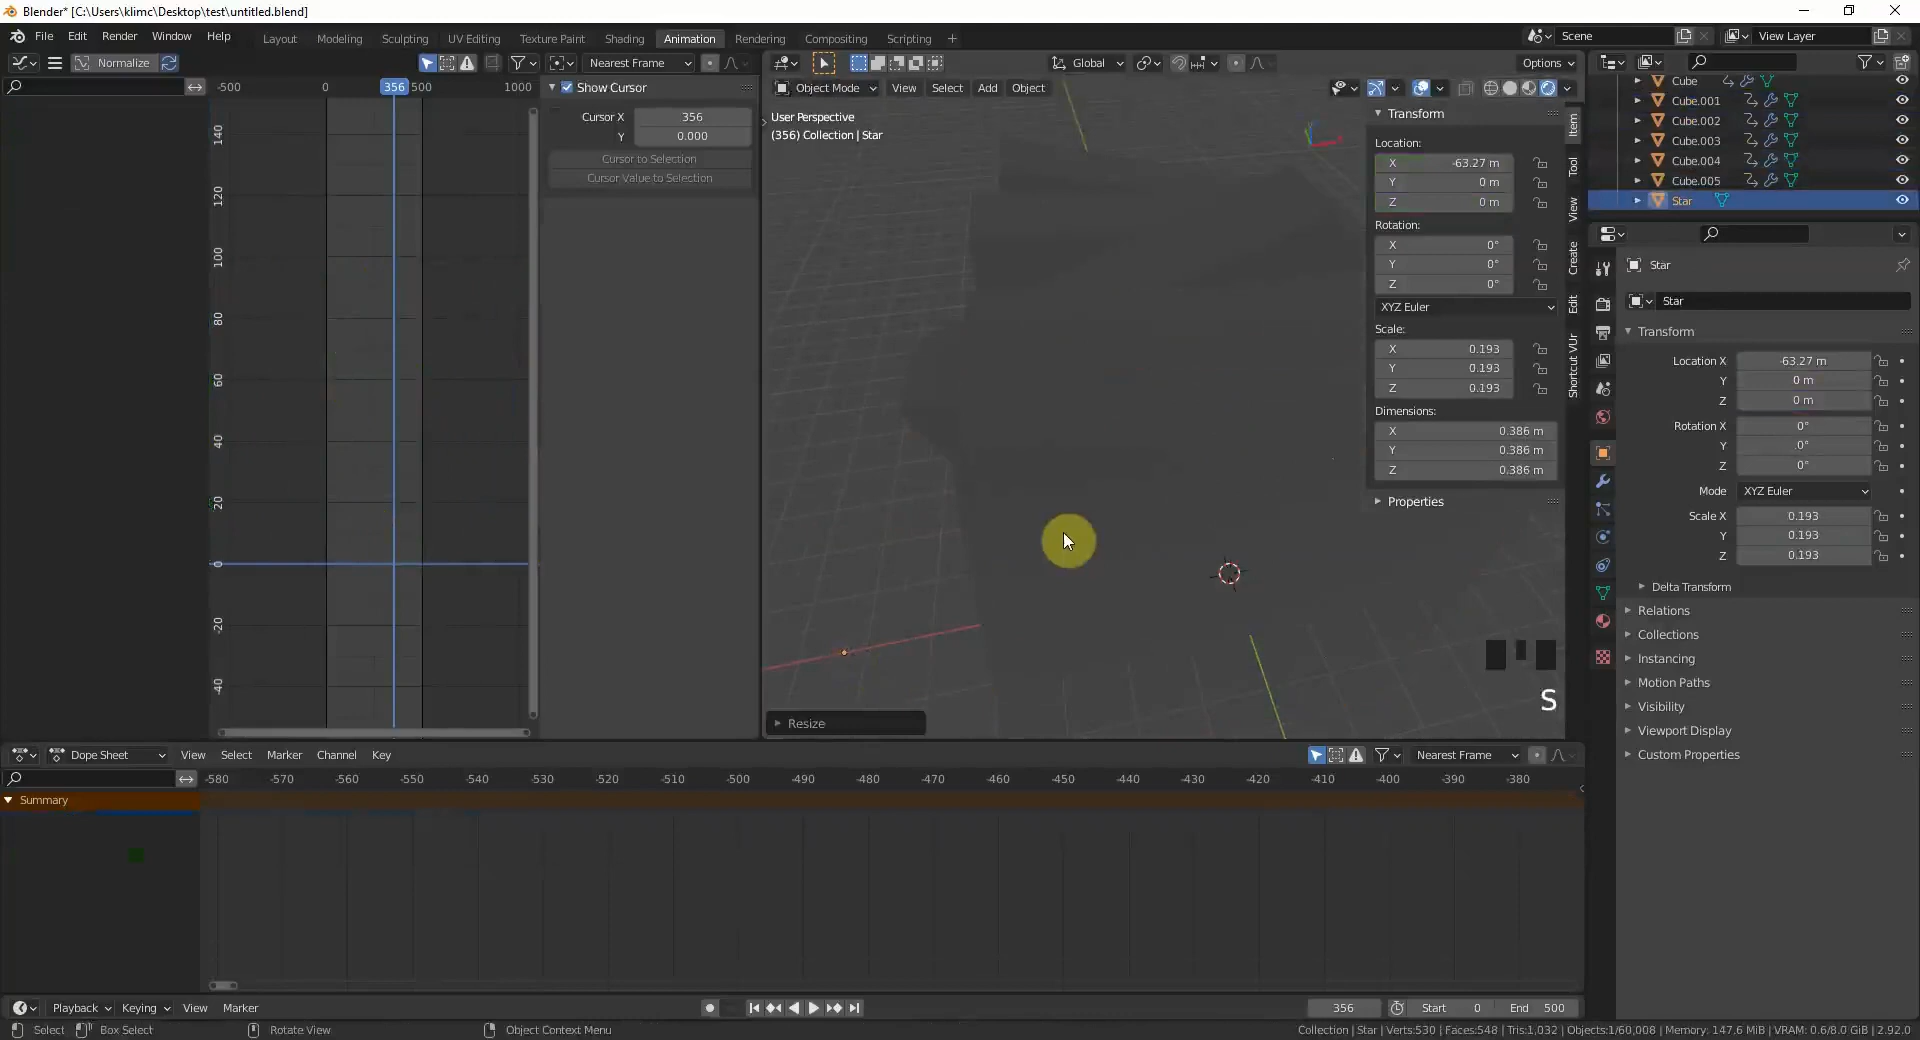 Blender* [C:\Users\klimc\Desktop\test\untitled.blend]
File Edit Render Window Help Layout Modeling Sculpting UV Editing Texture Paint Shading Animation Rendering Compositing Scripting + Scene View Layer
Normalize Nearest Frame Global Options
-500 0 356 500 1000 Show Cursor Object Mode View Select Add Object
Cursor X 356
Y 0.000
Cursor to Selection
Cursor Value to Selection
140
120
100
80
60
40
20
0
-20
-40
User Perspective
(356) Collection | Star
Resize
S
Transform
Location:
X -63.27 m
Y 0 m
Z 0 m
Rotation:
X 0°
Y 0°
Z 0°
XYZ Euler
Scale:
X 0.193
Y 0.193
Z 0.193
Dimensions:
X 0.386 m
Y 0.386 m
Z 0.386 m
Properties
Item
Tool
View
Create
Edit
Shortcut VUr
Cube
Cube.001
Cube.002
Cube.003
Cube.004
Cube.005
Star
Star
Star
Transform
Location X -63.27 m
Y 0 m
Z 0 m
Rotation X 0°
Y 0°
Z 0°
Mode XYZ Euler
Scale X 0.193
Y 0.193
Z 0.193
Delta Transform
Relations
Collections
Instancing
Motion Paths
Visibility
Viewport Display
Custom Properties
Dope Sheet View Select Marker Channel Key Nearest Frame
-580 -570 -560 -550 -540 -530 -520 -510 -500 -490 -480 -470 -460 -450 -440 -430 -420 -410 -400 -390 -380
Summary
Playback Keying View Marker 356 Start 0 End 500
Select Box Select Rotate View Object Context Menu Collection | Star | Verts:530 | Faces:548 | Tris:1,032 | Objects:1/60,008 | Memory: 147.6 MiB | VRAM: 0.6/8.0 GiB | 2.92.0